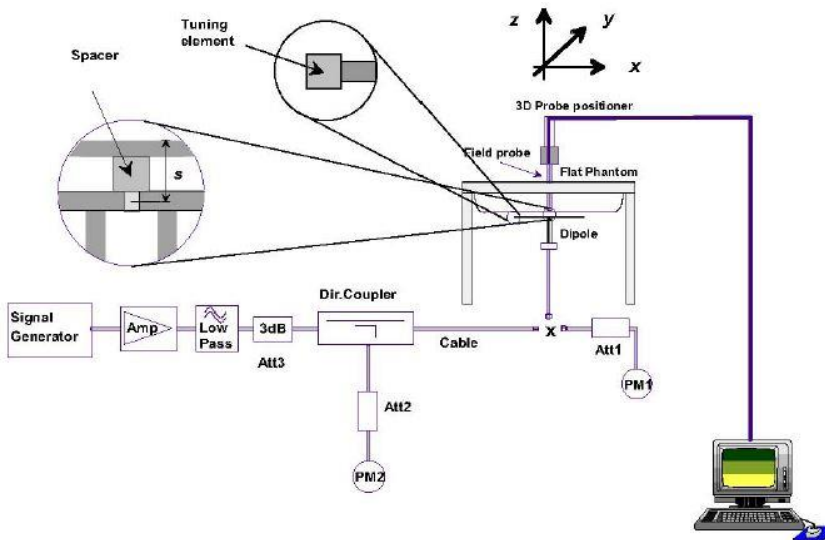 Tuning
element
z
y
x
Spacer
3D Probe positioner
Field probe
Flat Phantom
s
Dipole
Dir.Coupler
Signal
Generator
Amp
Low
Pass
3dB
Att3
Cable
x
Att1
PM1
Att2
PM2